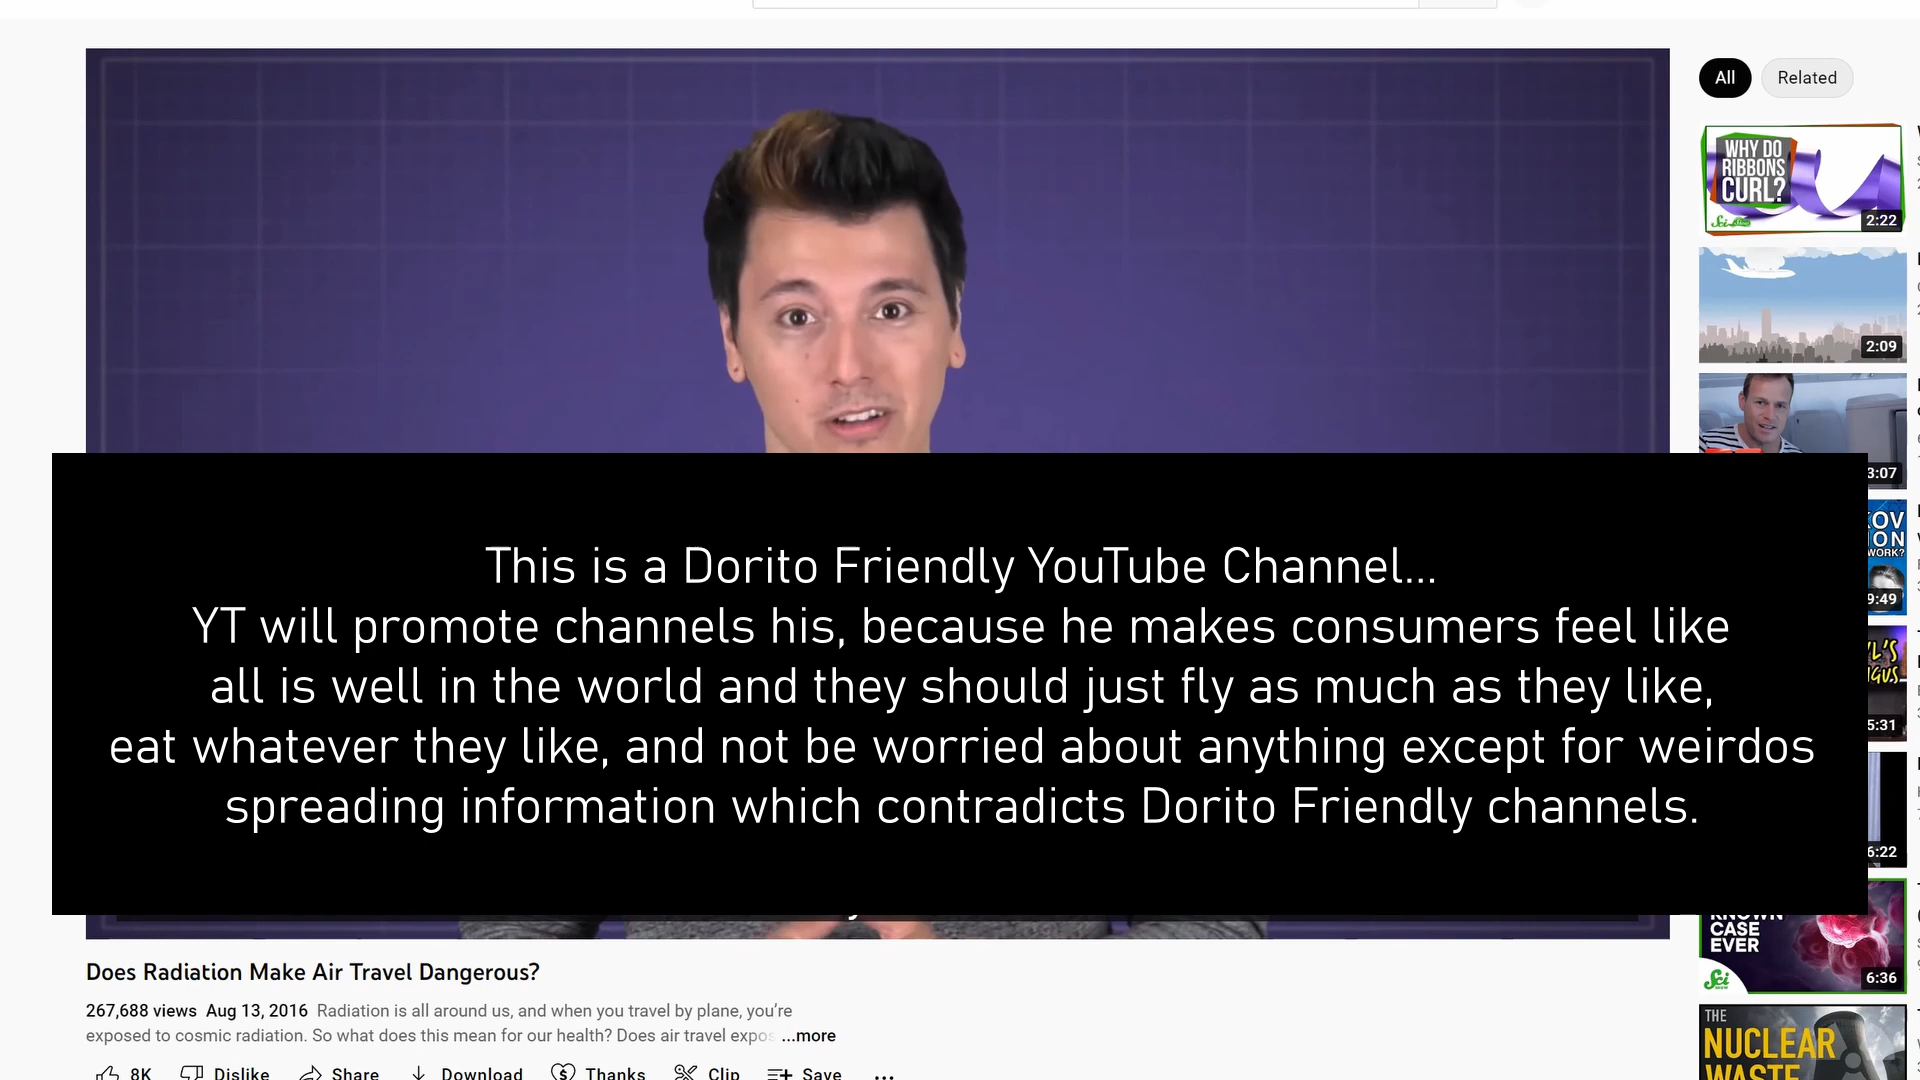 All
Related
WHY DO
RIBBONS
CURL?
2:22
2:09
3:07
This is a Dorito Friendly YouTube Channel...
YT will promote channels his, because he makes consumers feel like
all is well in the world and they should just fly as much as they like,
eat whatever they like, and not be worried about anything except for weirdos
spreading information which contradicts Dorito Friendly channels.
WORK?
9:49
5:31
6:22
KNOWN
CASE
EVER
Sci
6:36
THE
NUCLEAR
WASTE
Does Radiation Make Air Travel Dangerous?
267,688 views Aug 13, 2016 Radiation is all around us, and when you travel by plane, you're
exposed to cosmic radiation. So what does this mean for our health? Does air travel expos ...more
8K Dislike Share Download Thanks Clip Save ...